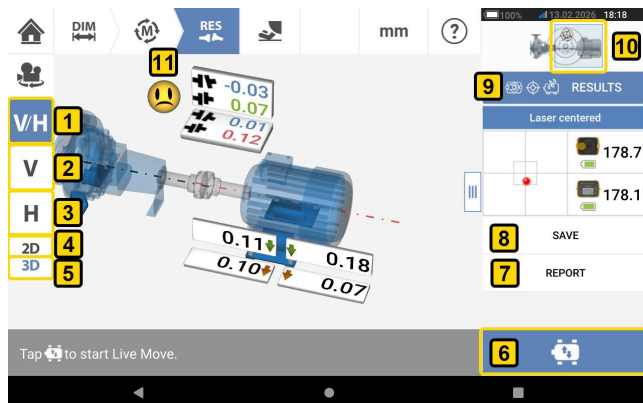 100% 13.02.2026 18:18
DIM
M
RES
mm
?
10
11
9
RESULTS
-0.03
0.07
0.01
0.12
V/H
1
Laser centered
178.7
V
2
178.1
H
3
2D
4
3D
5
0.11
0.18
0.10
0.07
8
SAVE
7
REPORT
Tap to start Live Move.
6